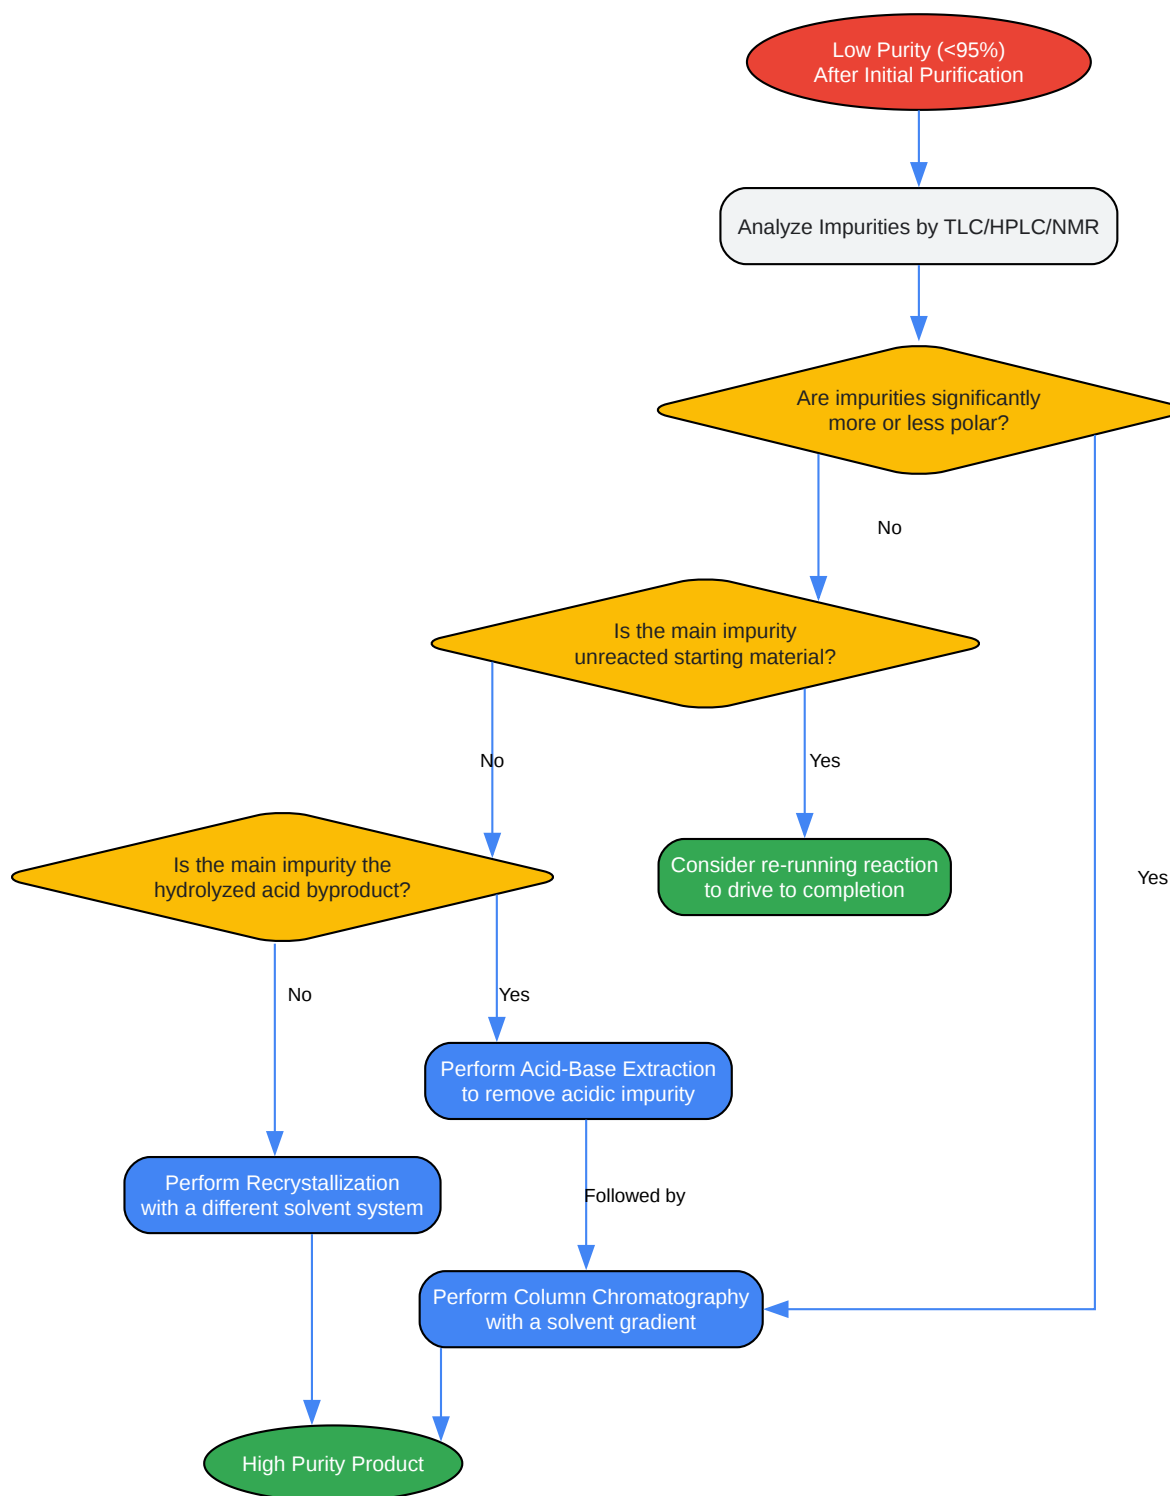 Low Purity (<95%)
After Initial Purification
Analyze Impurities by TLC/HPLC/NMR
Are impurities significantly
more or less polar?
No
Is the main impurity
unreacted starting material?
No
Yes
Is the main impurity the
hydrolyzed acid byproduct?
Consider re-running reaction
to drive to completion
Yes
No
Yes
Perform Acid-Base Extraction
to remove acidic impurity
Perform Recrystallization
with a different solvent system
Followed by
Perform Column Chromatography
with a solvent gradient
High Purity Product